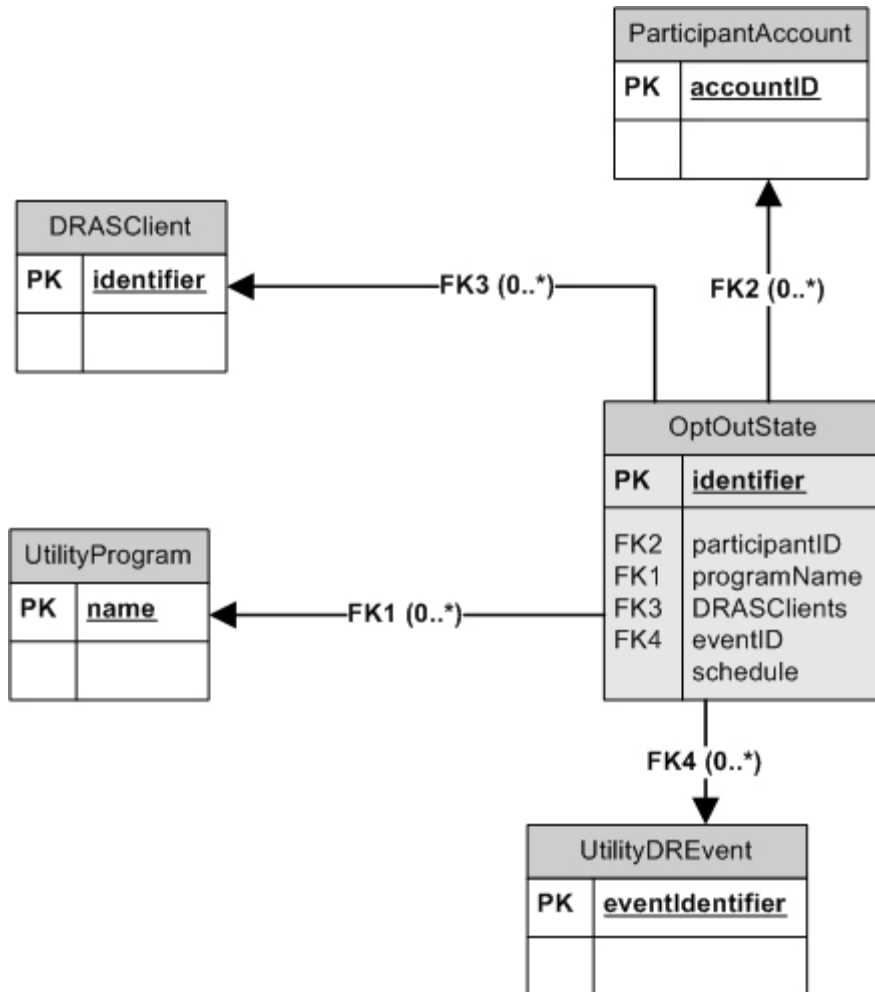 ParticipantAccount
PK accountID
DRASClient
PK identifier
FK3 (0..*)
FK2 (0..*)
OptOutState
PK identifier
FK2 participantID
FK1 programName
FK3 DRASClients
FK4 eventID
schedule
UtilityProgram
PK name
FK1 (0..*)
FK4 (0..*)
UtilityDREvent
PK eventIdentifier